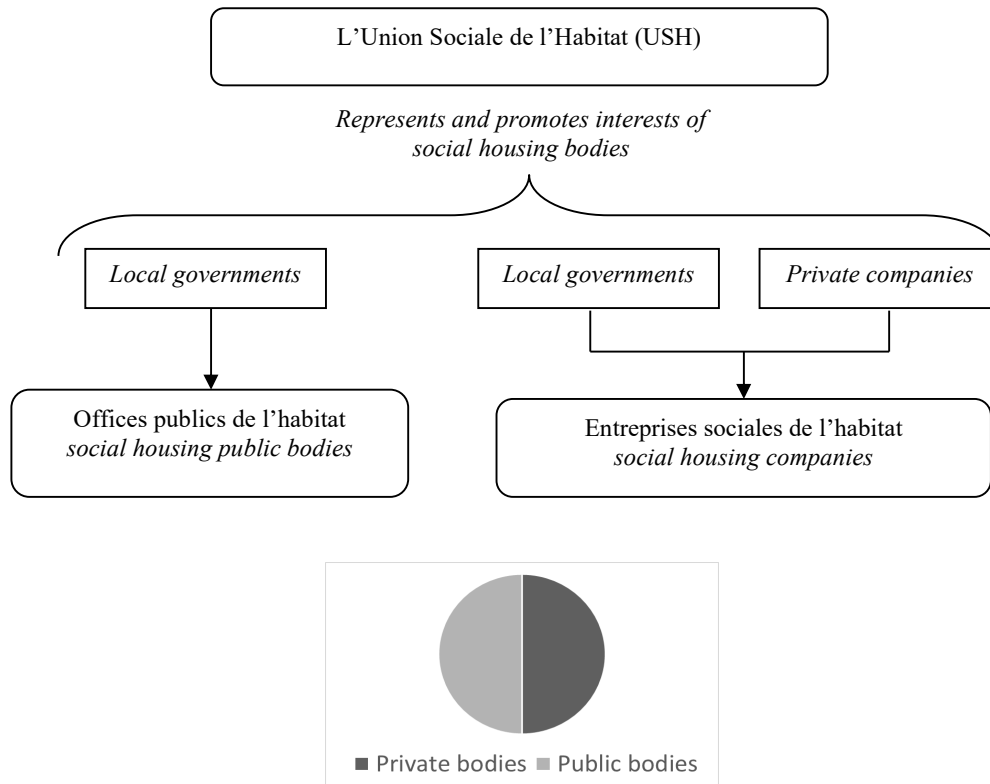 L’Union Sociale de l’Habitat (USH)
Represents and promotes interests of
social housing bodies
Local governments
Local governments
Private companies
Offices publics de l’habitat
social housing public bodies
Entreprises sociales de l’habitat
social housing companies
Private bodies Public bodies